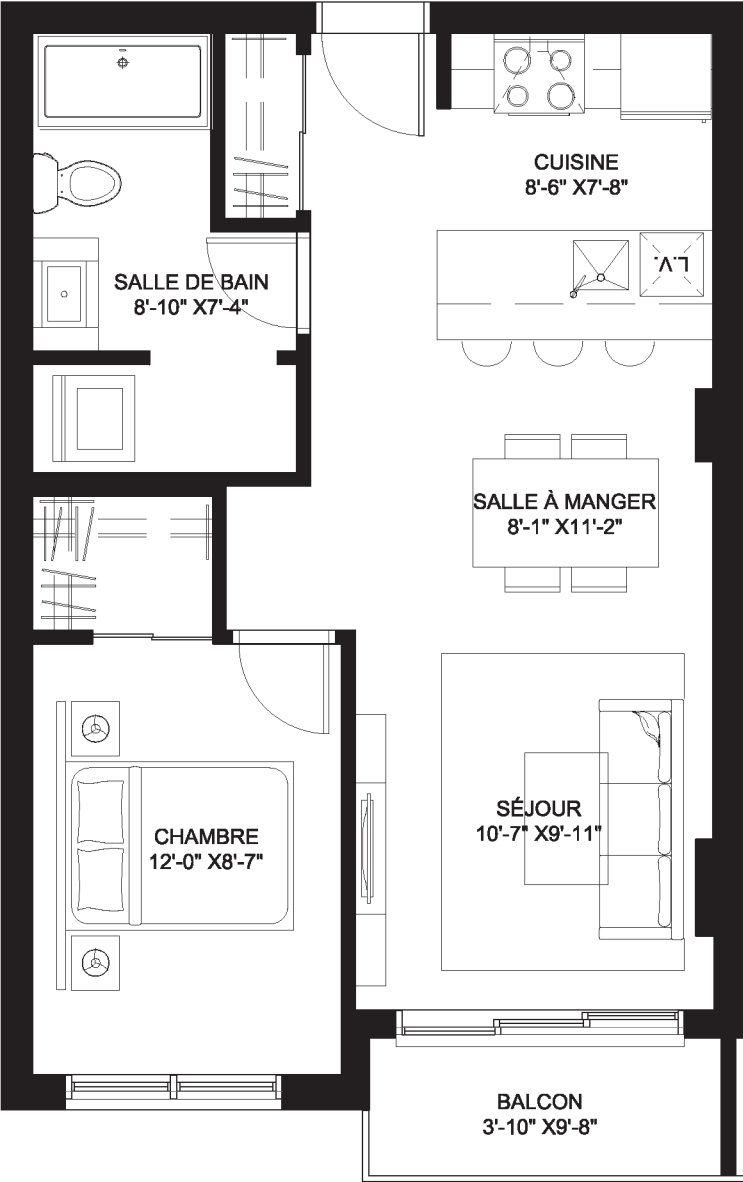 CUISINE
8'-6" X7'-8"
L.V.
SALLE DE BAIN
8'-10" X7'-4"
SALLE À MANGER
8'-1" X11'-2"
SÉJOUR
10'-7" X9'-11"
CHAMBRE
12'-0" X8'-7"
BALCON
3'-10" X9'-8"